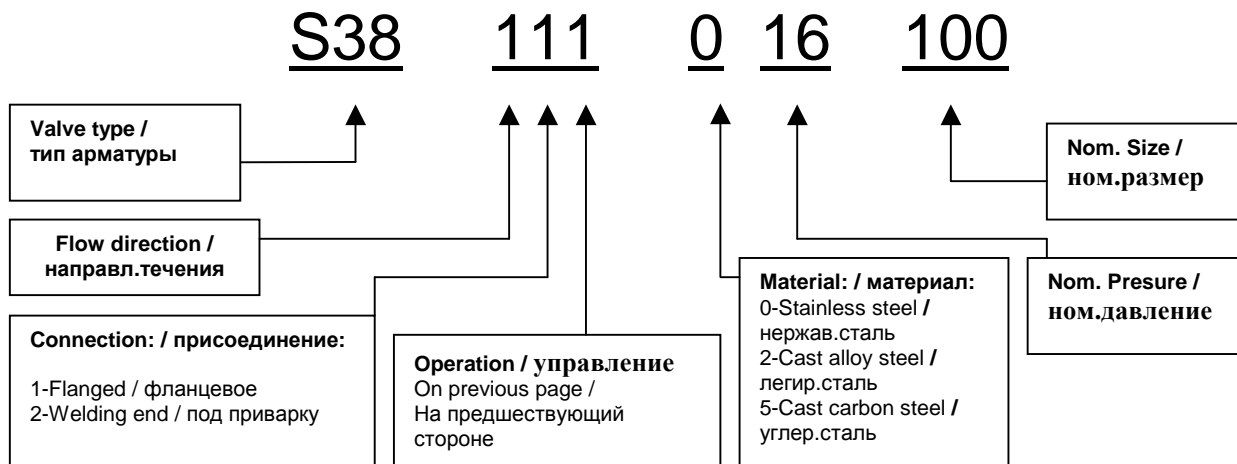 S38 111 0 16 100
Valve type /
тип арматуры
Nom. Size /
ном.размер
Flow direction /
направл.течения
Connection: / присоединение:
1-Flanged / фланцевое
2-Welding end / под приварку
Operation / управление
On previous page /
На предшествующий
стороне
Material: / материал:
0-Stainless steel /
нержав.сталь
2-Cast alloy steel /
легир.сталь
5-Cast carbon steel /
углер.сталь
Nom. Presure /
ном.давление